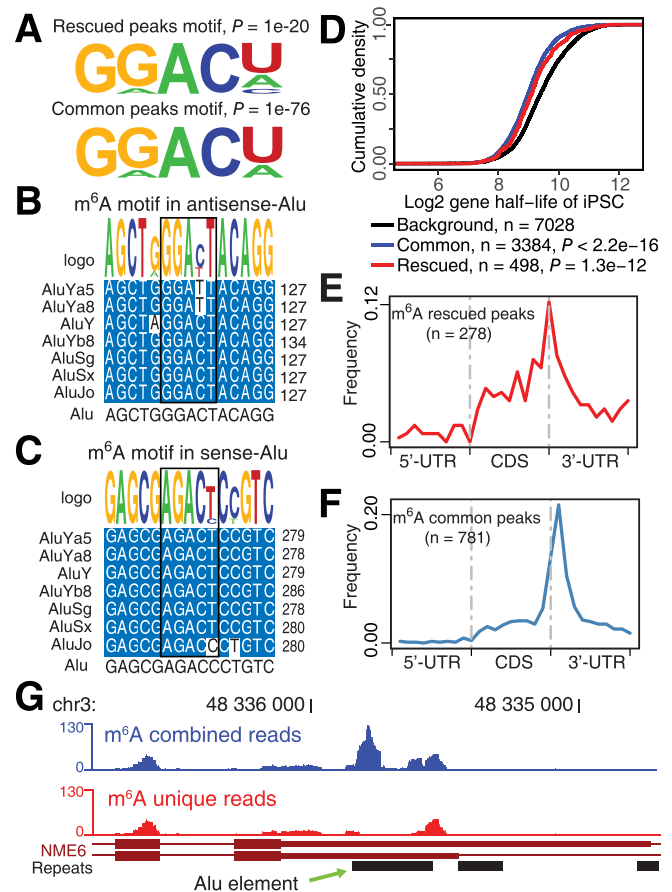 A
Rescued peaks motif, P = 1e-20
GGACU
A
Common peaks motif, P = 1e-76
GGACU
A
B
m⁶A motif in antisense-Alu
logo
AGCTGGGACTACAGG
AluYa5 AGCTGGGATTACAGG 127
AluYa8 AGCTGGGATTACAGG 127
AluY AGCTAGGACTACAGG 127
AluYb8 AGCTGGGACTACAGG 134
AluSg AGCTGGGACTACAGG 127
AluSx AGCTGGGACTACAGG 127
AluJo AGCTGGGACTACAGG 127
Alu AGCTGGGACTACAGG
C
m⁶A motif in sense-Alu
logo
GAGCGAGACTCCGTC
AluYa5 GAGCGAGACTCCGTC 279
AluYa8 GAGCGAGACTCCGTC 278
AluY GAGCGAGACTCCGTC 279
AluYb8 GAGCGAGACTCCGTC 286
AluSg GAGCGAGACTCCGTC 278
AluSx GAGCGAGACTCCGTC 280
AluJo GAGCGAGACCCTGTC 280
Alu GAGCGAGACCCTGTC
D
Cumulative density
1.00
0.50
0.00
6 8 10 12
Log2 gene half-life of iPSC
Background, n = 7028
Common, n = 3384, P < 2.2e-16
Rescued, n = 498, P = 1.3e-12
E
Frequency
0.12
0.00
m⁶A rescued peaks
(n = 278)
5'-UTR CDS 3'-UTR
F
Frequency
0.20
0.00
m⁶A common peaks
(n = 781)
5'-UTR CDS 3'-UTR
G
chr3: 48 336 000 48 335 000
130
0
m⁶A combined reads
130
0
m⁶A unique reads
NME6
Repeats
Alu element